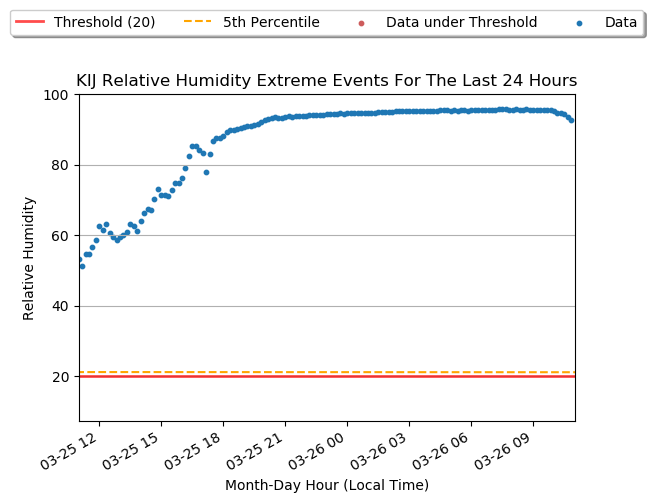 Threshold (20) 5th Percentile Data under Threshold Data
KIJ Relative Humidity Extreme Events For The Last 24 Hours
100
80
60
40
20
Relative Humidity
03-25 12 03-25 15 03-25 18 03-25 21 03-26 00 03-26 03 03-26 06 03-26 09
Month-Day Hour (Local Time)